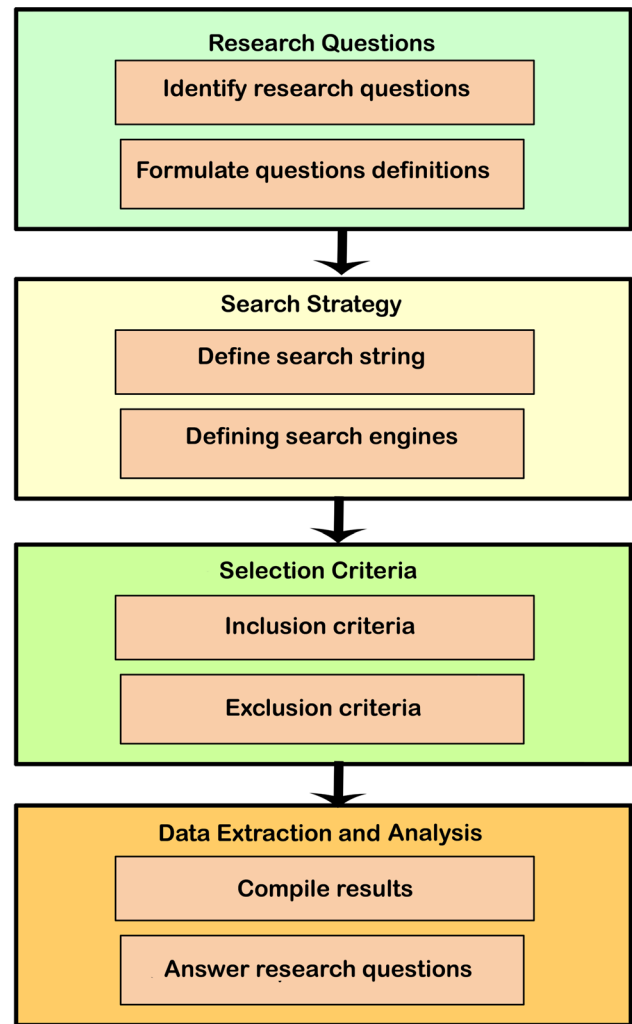 Research Questions
Identify research questions
Formulate questions definitions
Search Strategy
Define search string
Defining search engines
Selection Criteria
Inclusion criteria
Exclusion criteria
Data Extraction and Analysis
Compile results
Answer research questions